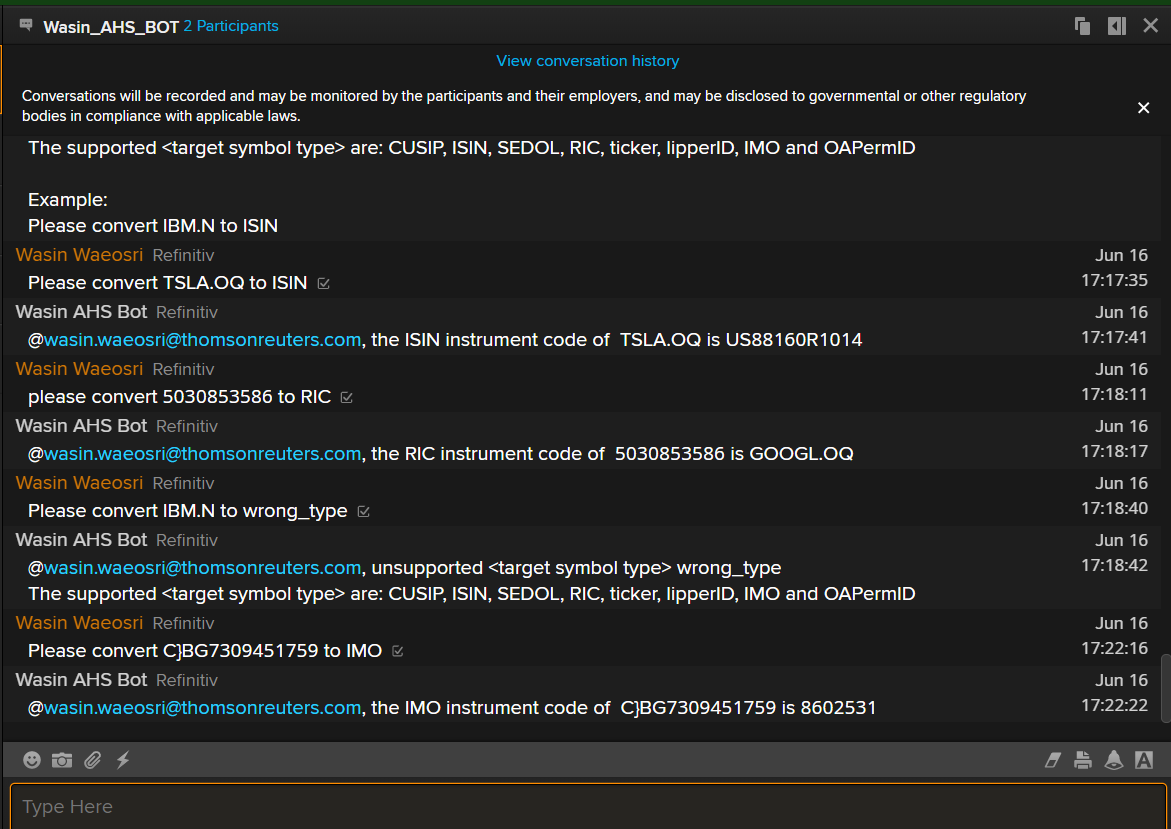 Wasin_AHS_BOT 2 Participants
View conversation history
Conversations will be recorded and may be monitored by the participants and their employers, and may be disclosed to governmental or other regulatory
bodies in compliance with applicable laws.
The supported <target symbol type> are: CUSIP, ISIN, SEDOL, RIC, ticker, lipperID, IMO and OAPermID
Example:
Please convert IBM.N to ISIN
Wasin Waeosri Refinitiv Jun 16
Please convert TSLA.OQ to ISIN 17:17:35
Wasin AHS Bot Refinitiv Jun 16
@wasin.waeosri@thomsonreuters.com, the ISIN instrument code of  TSLA.OQ is US88160R1014 17:17:41
Wasin Waeosri Refinitiv Jun 16
please convert 5030853586 to RIC 17:18:11
Wasin AHS Bot Refinitiv Jun 16
@wasin.waeosri@thomsonreuters.com, the RIC instrument code of  5030853586 is GOOGL.OQ 17:18:17
Wasin Waeosri Refinitiv Jun 16
Please convert IBM.N to wrong_type 17:18:40
Wasin AHS Bot Refinitiv Jun 16
@wasin.waeosri@thomsonreuters.com, unsupported <target symbol type> wrong_type 17:18:42
The supported <target symbol type> are: CUSIP, ISIN, SEDOL, RIC, ticker, lipperID, IMO and OAPermID
Wasin Waeosri Refinitiv Jun 16
Please convert C}BG7309451759 to IMO 17:22:16
Wasin AHS Bot Refinitiv Jun 16
@wasin.waeosri@thomsonreuters.com, the IMO instrument code of  C}BG7309451759 is 8602531 17:22:22
A
Type Here